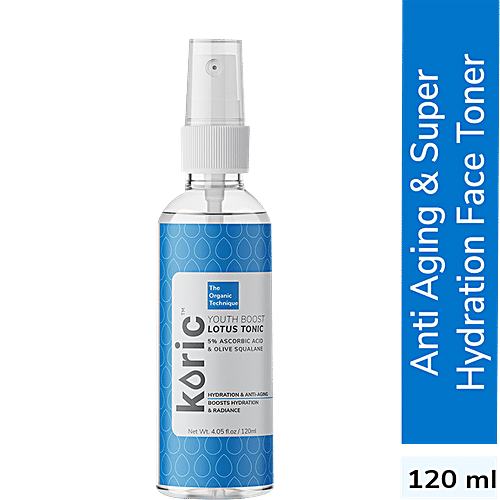 The
Organic
Technique
koric™
YOUTH BOOST
LOTUS TONIC
5% ASCORBIC ACID
& OLIVE SQUALANE
HYDRATION & ANTI-AGING
BOOSTS HYDRATION
& RADIANCE
Net Wt. 4.05 fl.oz / 120ml
Anti Aging & Super
Hydration Face Toner
120 ml